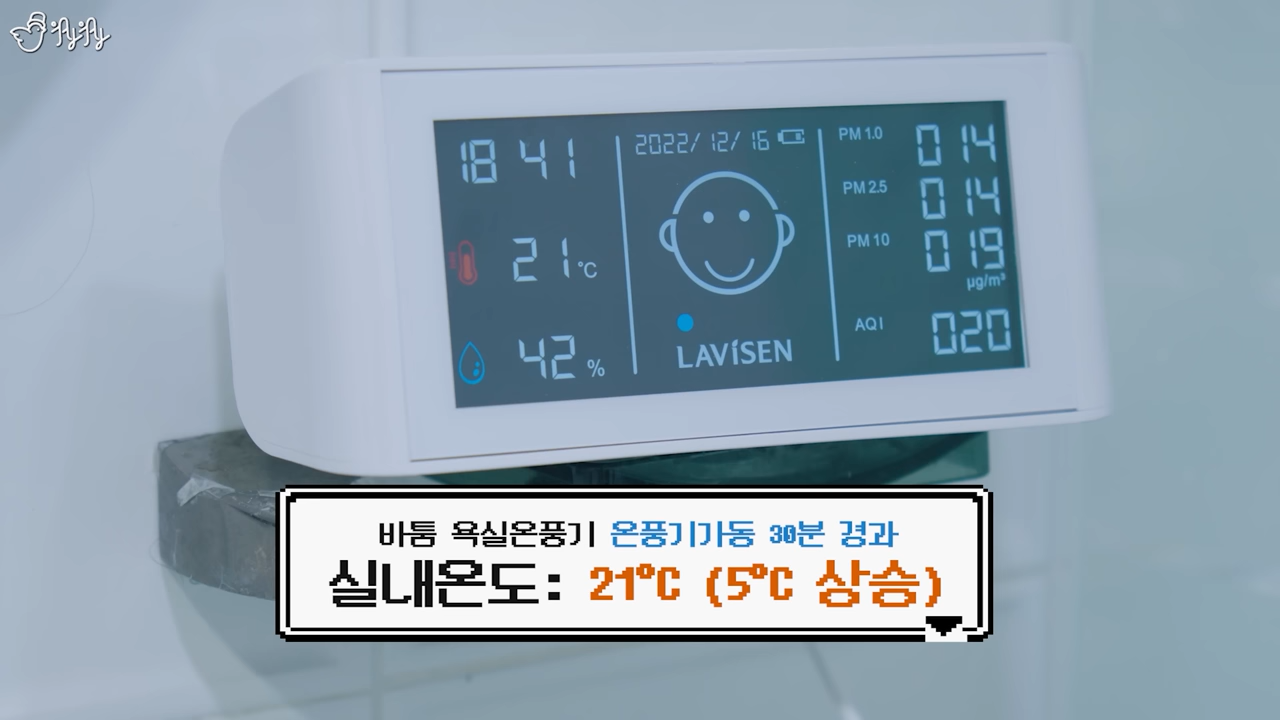 18 41
21 °C
42 %
2022/12/16
LAVISEN
PM 1.0 014
PM 2.5 014
PM 10 019
µg/m³
AQI 020
바툼 욕실온풍기 온풍기가동 30분 경과
실내온도: 21°C (5°C 상승)